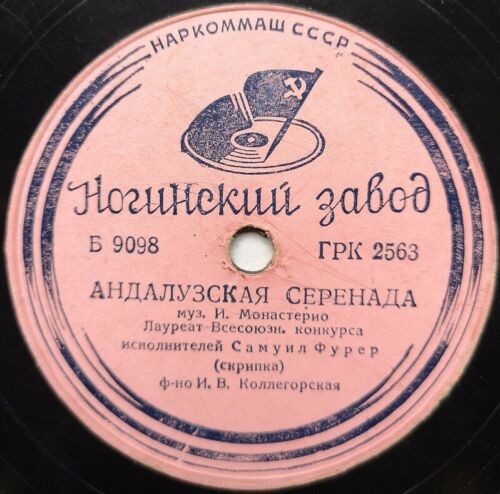 НАРКОММАШ СССР
Ногинский завод
Б 9098 ГРК 2563
АНДАЛУЗСКАЯ СЕРЕНАДА
муз. И. Монастерио
Лауреат Всесоюзн. конкурса
исполнителей Самуил Фурер
(скрипка)
ф-но И. В. Коллегорская